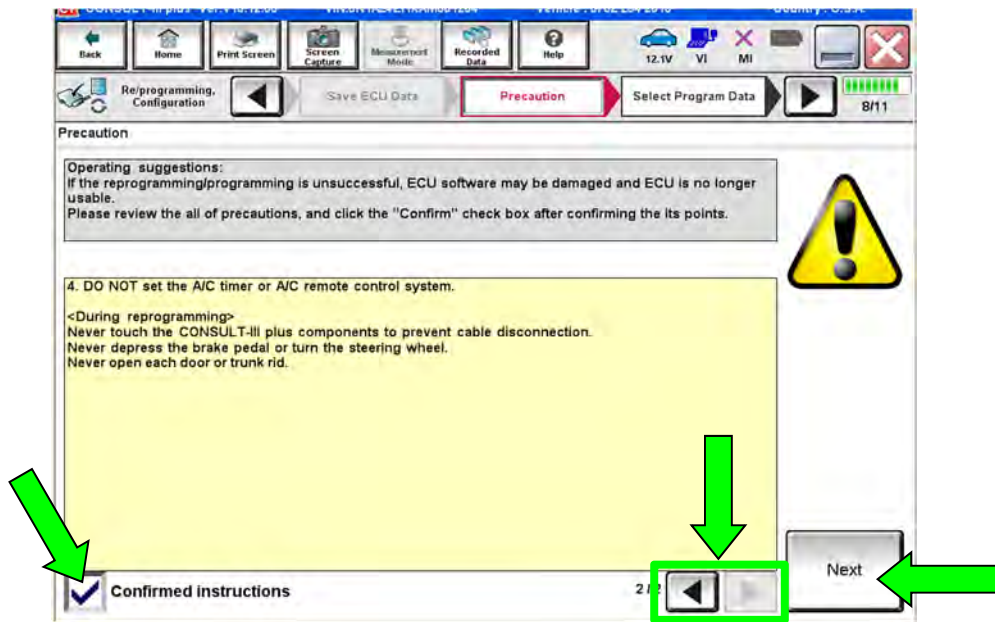 Back
Home
Print Screen
Screen Capture
Measurement Mode
Recorded Data
Help
12.1V
VI
MI
Re/programming, Configuration
Save ECU Data
Precaution
Select Program Data
8/11
Precaution
Operating suggestions:
If the reprogramming/programming is unsuccessful, ECU software may be damaged and ECU is no longer
usable.
Please review the all of precautions, and click the "Confirm" check box after confirming the its points.
4. DO NOT set the A/C timer or A/C remote control system.
<During reprogramming>
Never touch the CONSULT-III plus components to prevent cable disconnection.
Never depress the brake pedal or turn the steering wheel.
Never open each door or trunk rid.
Confirmed instructions
2/2
Next